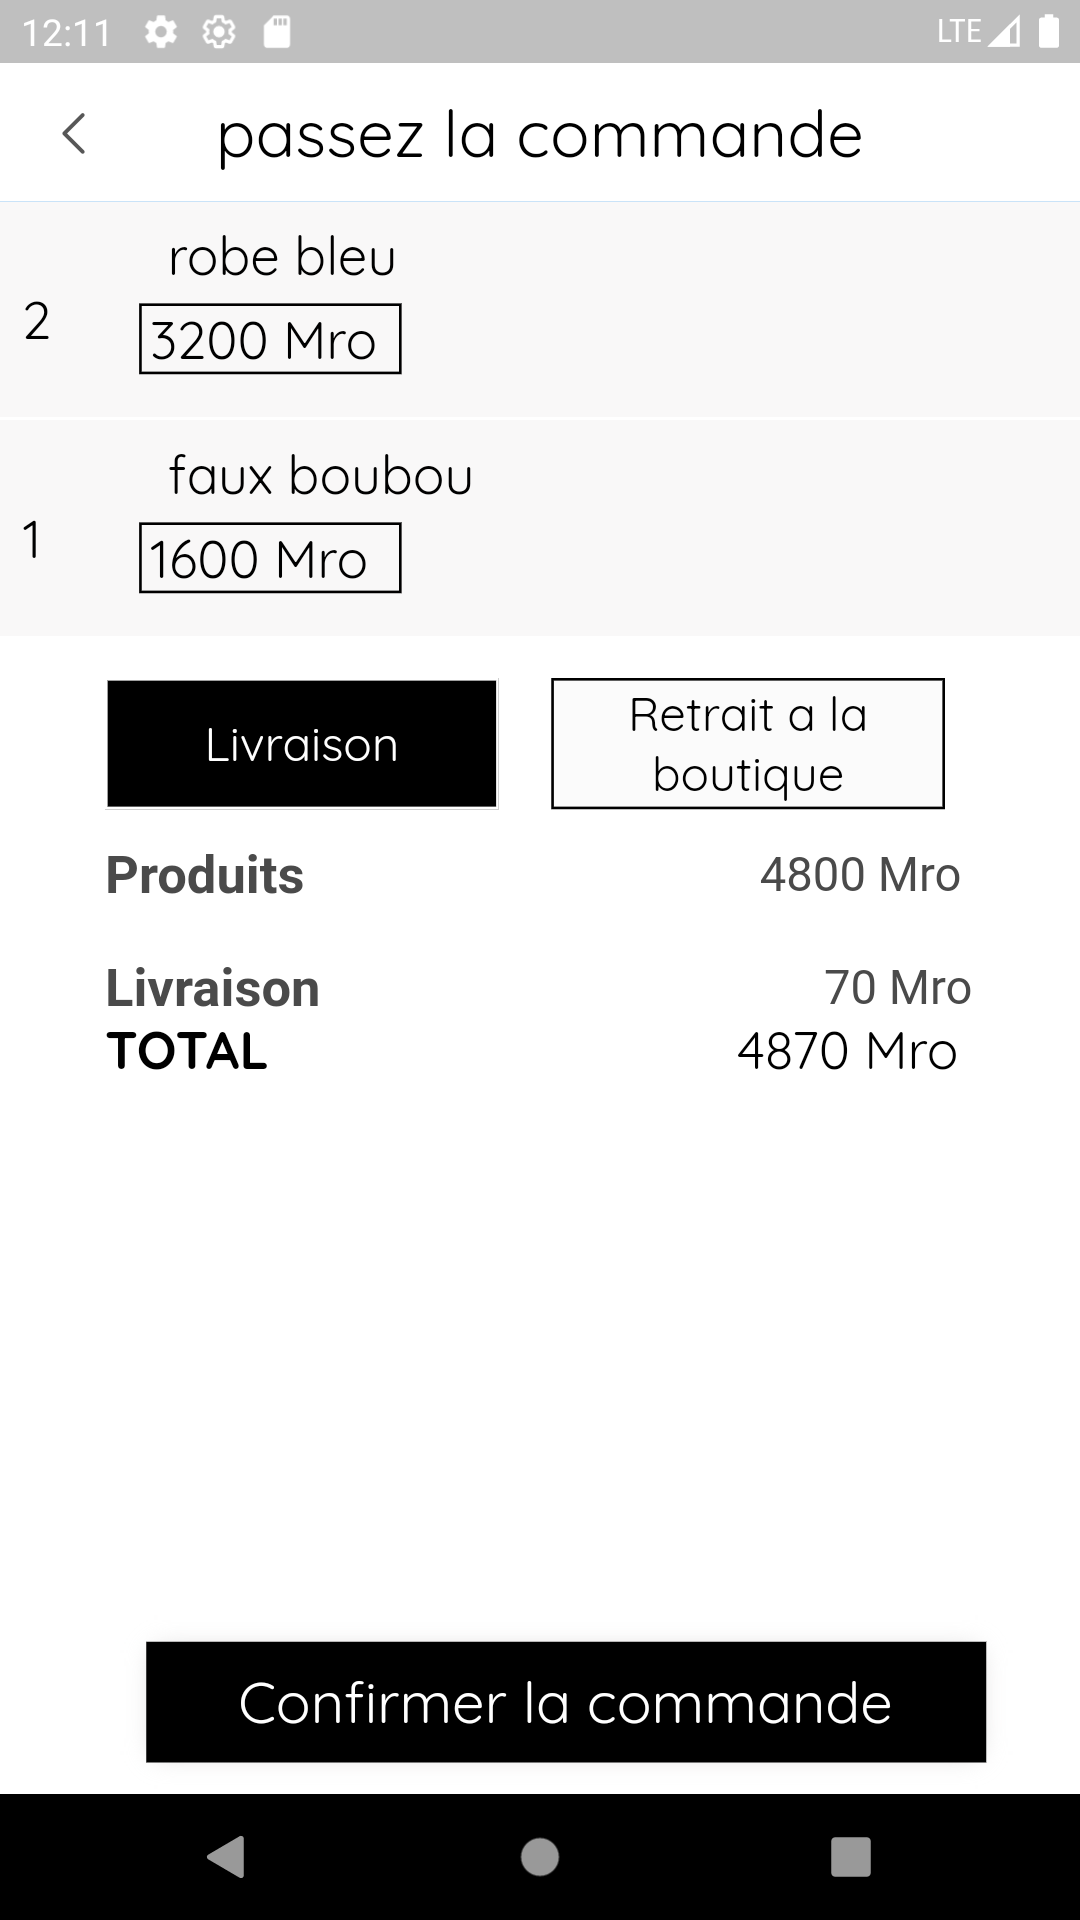 12:11 LTE
passez la commande
robe bleu
2
3200 Mro
faux boubou
1
1600 Mro
Livraison
Retrait a la
boutique
Produits 4800 Mro
Livraison 70 Mro
TOTAL 4870 Mro
Confirmer la commande